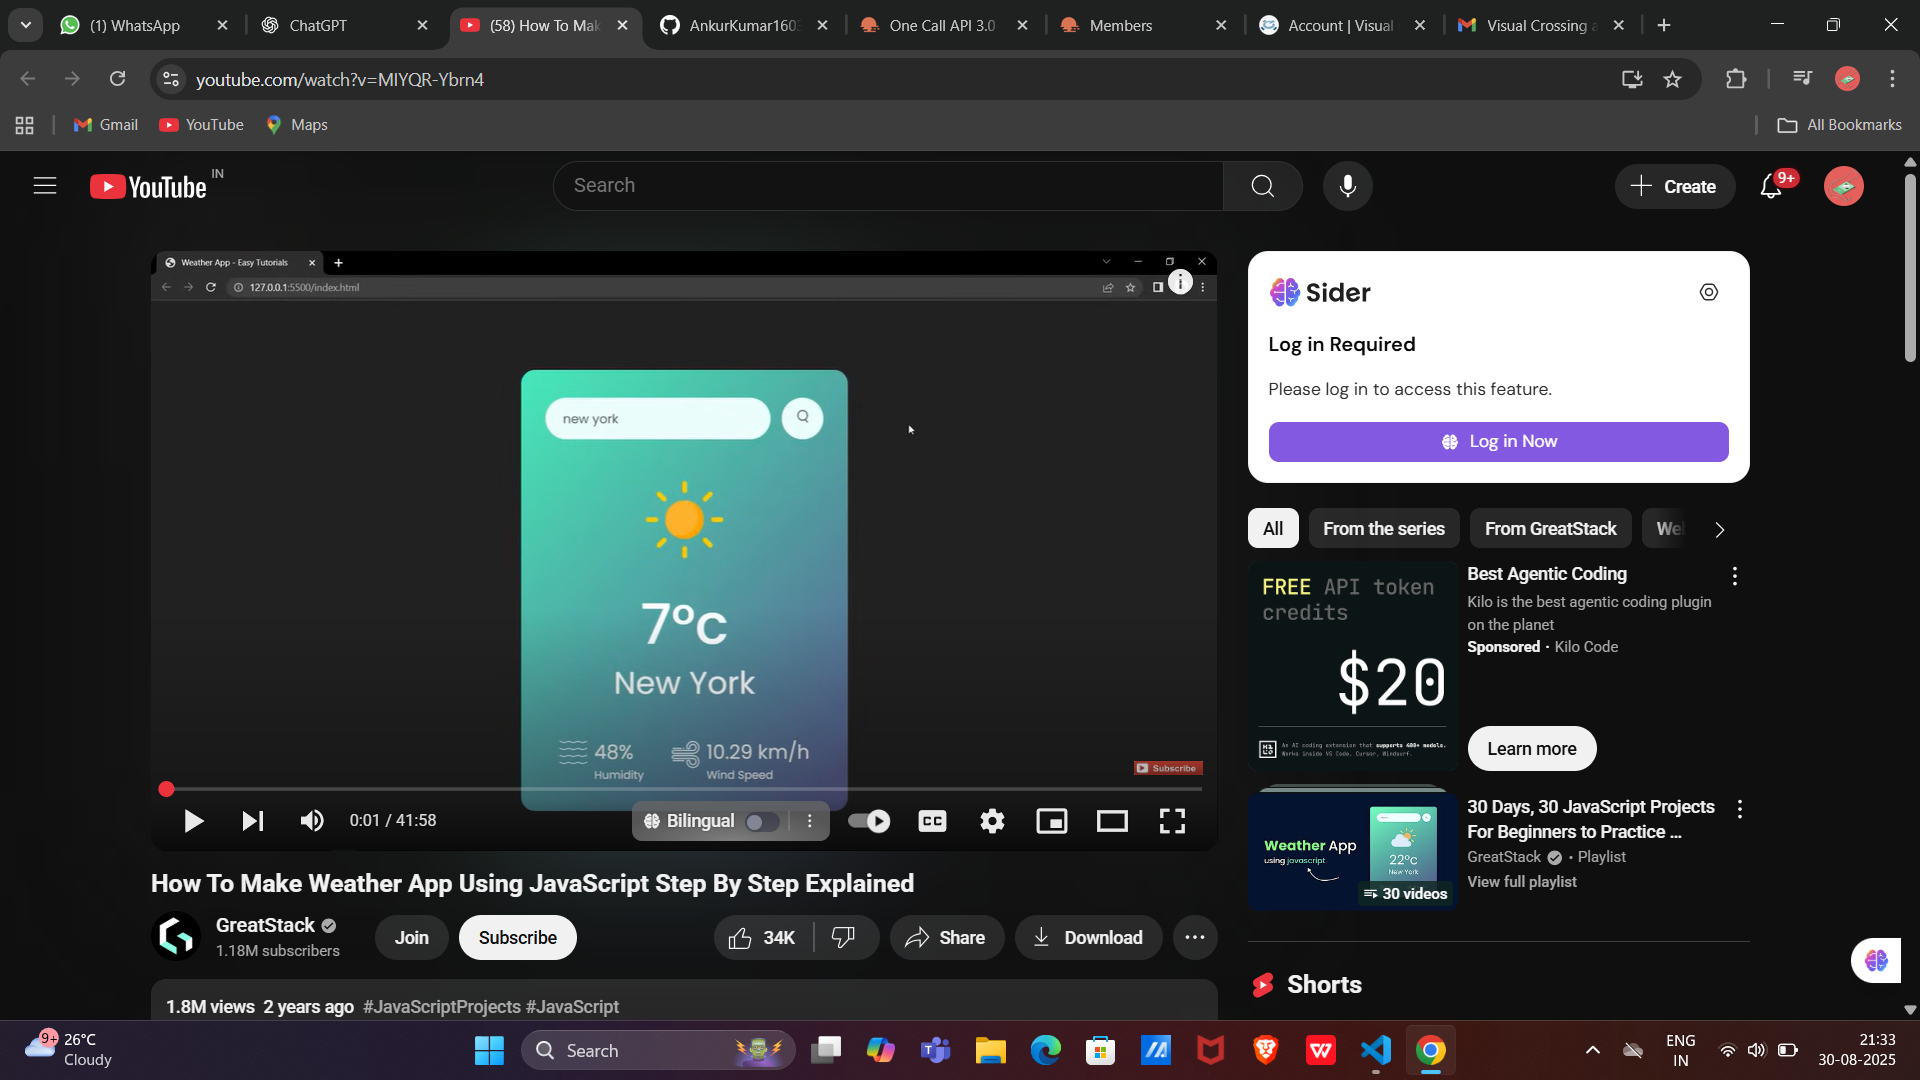 (1) WhatsApp
ChatGPT
(58) How To Mak
AnkurKumar160
One Call API 3.0
Members
Account | Visual
Visual Crossing a
youtube.com/watch?v=MIYQR-Ybrn4
Gmail
YouTube
Maps
All Bookmarks
YouTube IN
Search
Create
9+
Weather App - Easy Tutorials
127.0.0.1:5500/index.html
new york
7°c
New York
48%
Humidity
10.29 km/h
Wind Speed
Subscribe
0:01 / 41:58
Bilingual
CC
How To Make Weather App Using JavaScript Step By Step Explained
GreatStack
1.18M subscribers
Join
Subscribe
34K
Share
Download
1.8M views 2 years ago #JavaScriptProjects #JavaScript
Sider
Log in Required
Please log in to access this feature.
Log in Now
All
From the series
From GreatStack
We
FREE API token
credits
$20
An AI coding extension that supports 400+ models.
Works inside VS Code, Cursor, Windsurf.
Best Agentic Coding
Kilo is the best agentic coding plugin
on the planet
Sponsored · Kilo Code
Learn more
Weather App
using javascript
22°c
New York
30 videos
30 Days, 30 JavaScript Projects
For Beginners to Practice ...
GreatStack • Playlist
View full playlist
Shorts
9+
26°C
Cloudy
Search
ENG
IN
21:33
30-08-2025